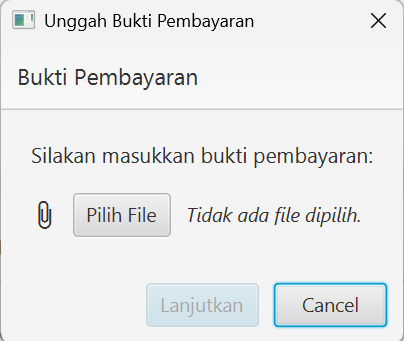 Unggah Bukti Pembayaran
Bukti Pembayaran
Silakan masukkan bukti pembayaran:
Pilih File Tidak ada file dipilih.
Lanjutkan Cancel